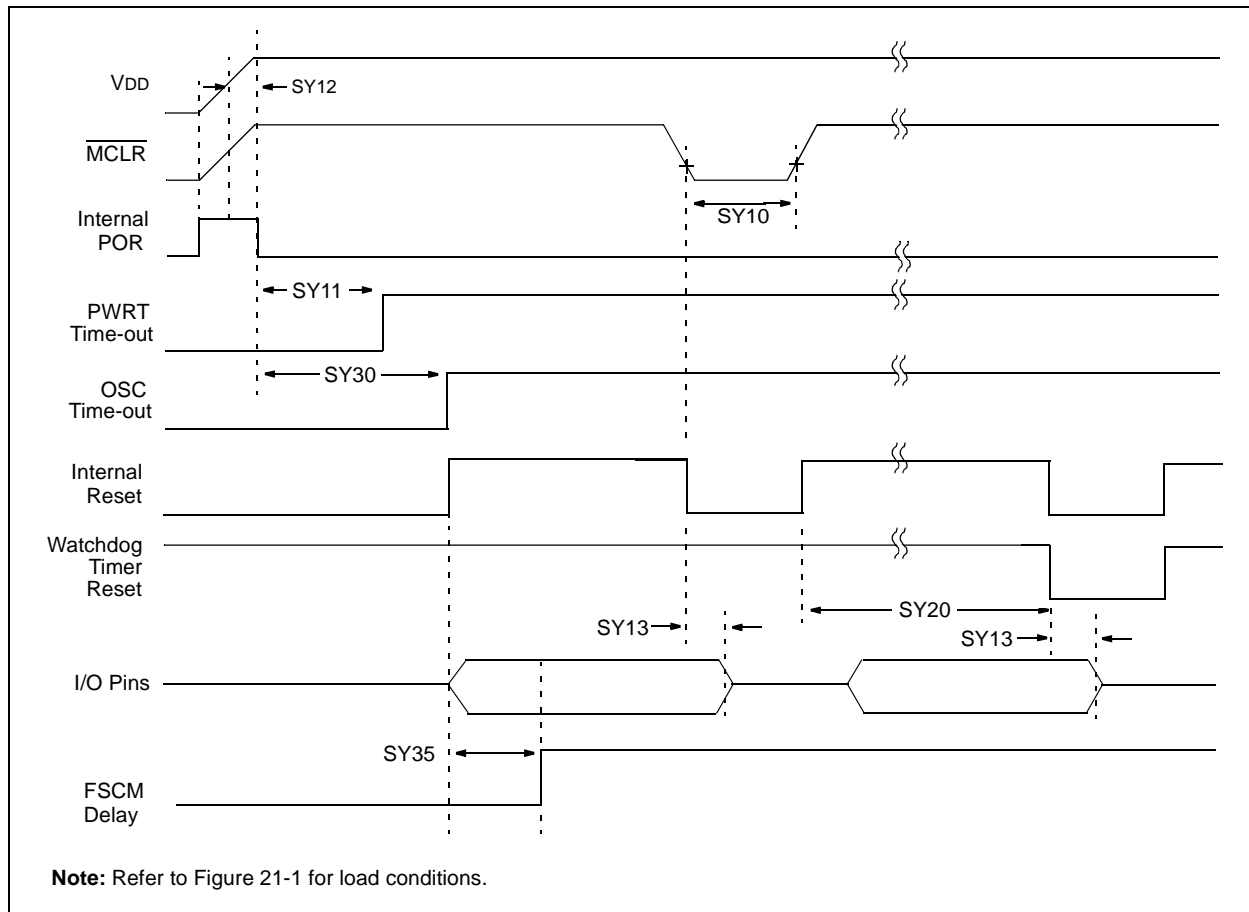 VDD
SY12
MCLR
SY10
Internal
POR
SY11
PWRT
Time-out
SY30
OSC
Time-out
Internal
Reset
Watchdog
Timer
Reset
SY20
SY13
SY13
I/O Pins
SY35
FSCM
Delay
Note: Refer to Figure 21-1 for load conditions.